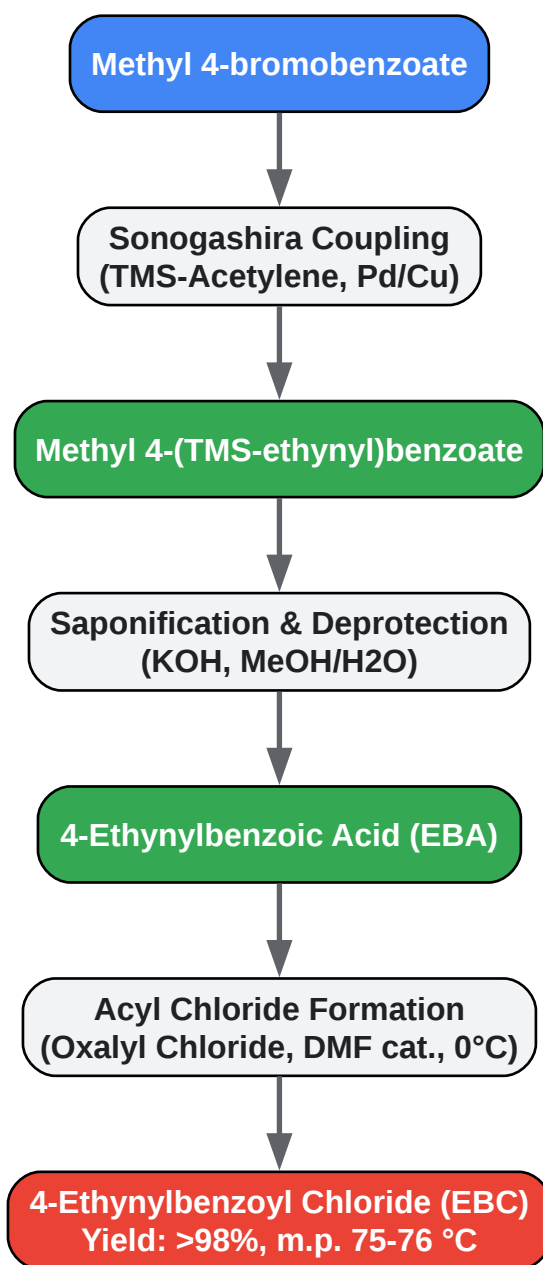 Methyl 4-bromobenzoate
Sonogashira Coupling
(TMS-Acetylene, Pd/Cu)
Methyl 4-(TMS-ethynyl)benzoate
Saponification & Deprotection
(KOH, MeOH/H2O)
4-Ethynylbenzoic Acid (EBA)
Acyl Chloride Formation
(Oxalyl Chloride, DMF cat., 0°C)
4-Ethynylbenzoyl Chloride (EBC)
Yield: >98%, m.p. 75-76 °C